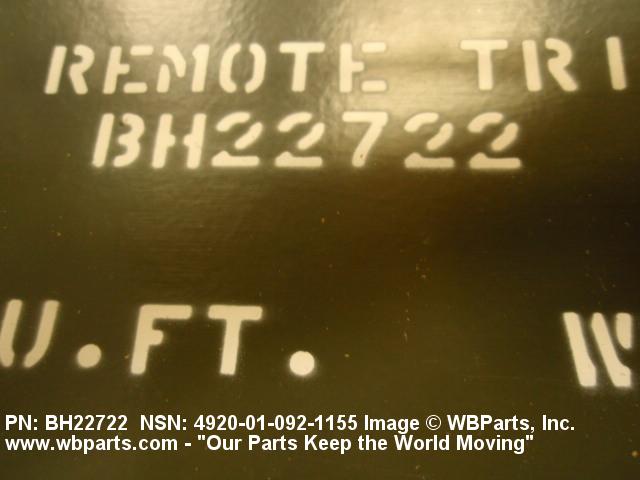 REMOTE TRI
BH22722
U.FT. W
PN: BH22722 NSN: 4920-01-092-1155 Image © WBParts, Inc.
www.wbparts.com - "Our Parts Keep the World Moving"